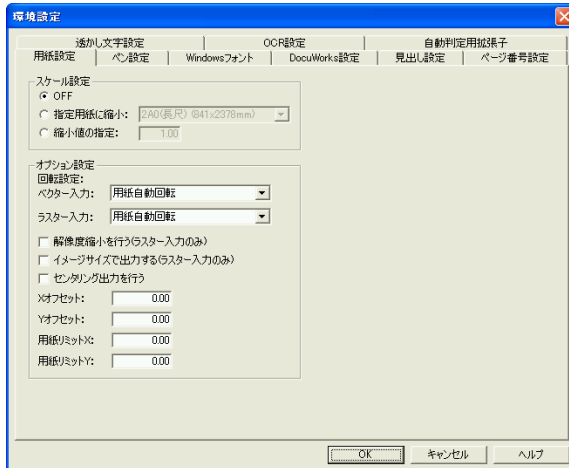 環境設定
透かし文字設定 OCR設定 自動判定用拡張子
用紙設定 ペン設定 Windowsフォント DocuWorks設定 見出し設定 ページ番号設定
スケール設定
OFF
指定用紙に縮小: 2A0(長尺) (841x2378mm)
縮小値の指定: 1.00
オプション設定
回転設定:
ベクター入力: 用紙自動回転
ラスター入力: 用紙自動回転
解像度縮小を行う(ラスター入力のみ)
イメージサイズで出力する(ラスター入力のみ)
センタリング出力を行う
Xオフセット: 0.00
Yオフセット: 0.00
用紙リミットX: 0.00
用紙リミットY: 0.00
OK キャンセル ヘルプ